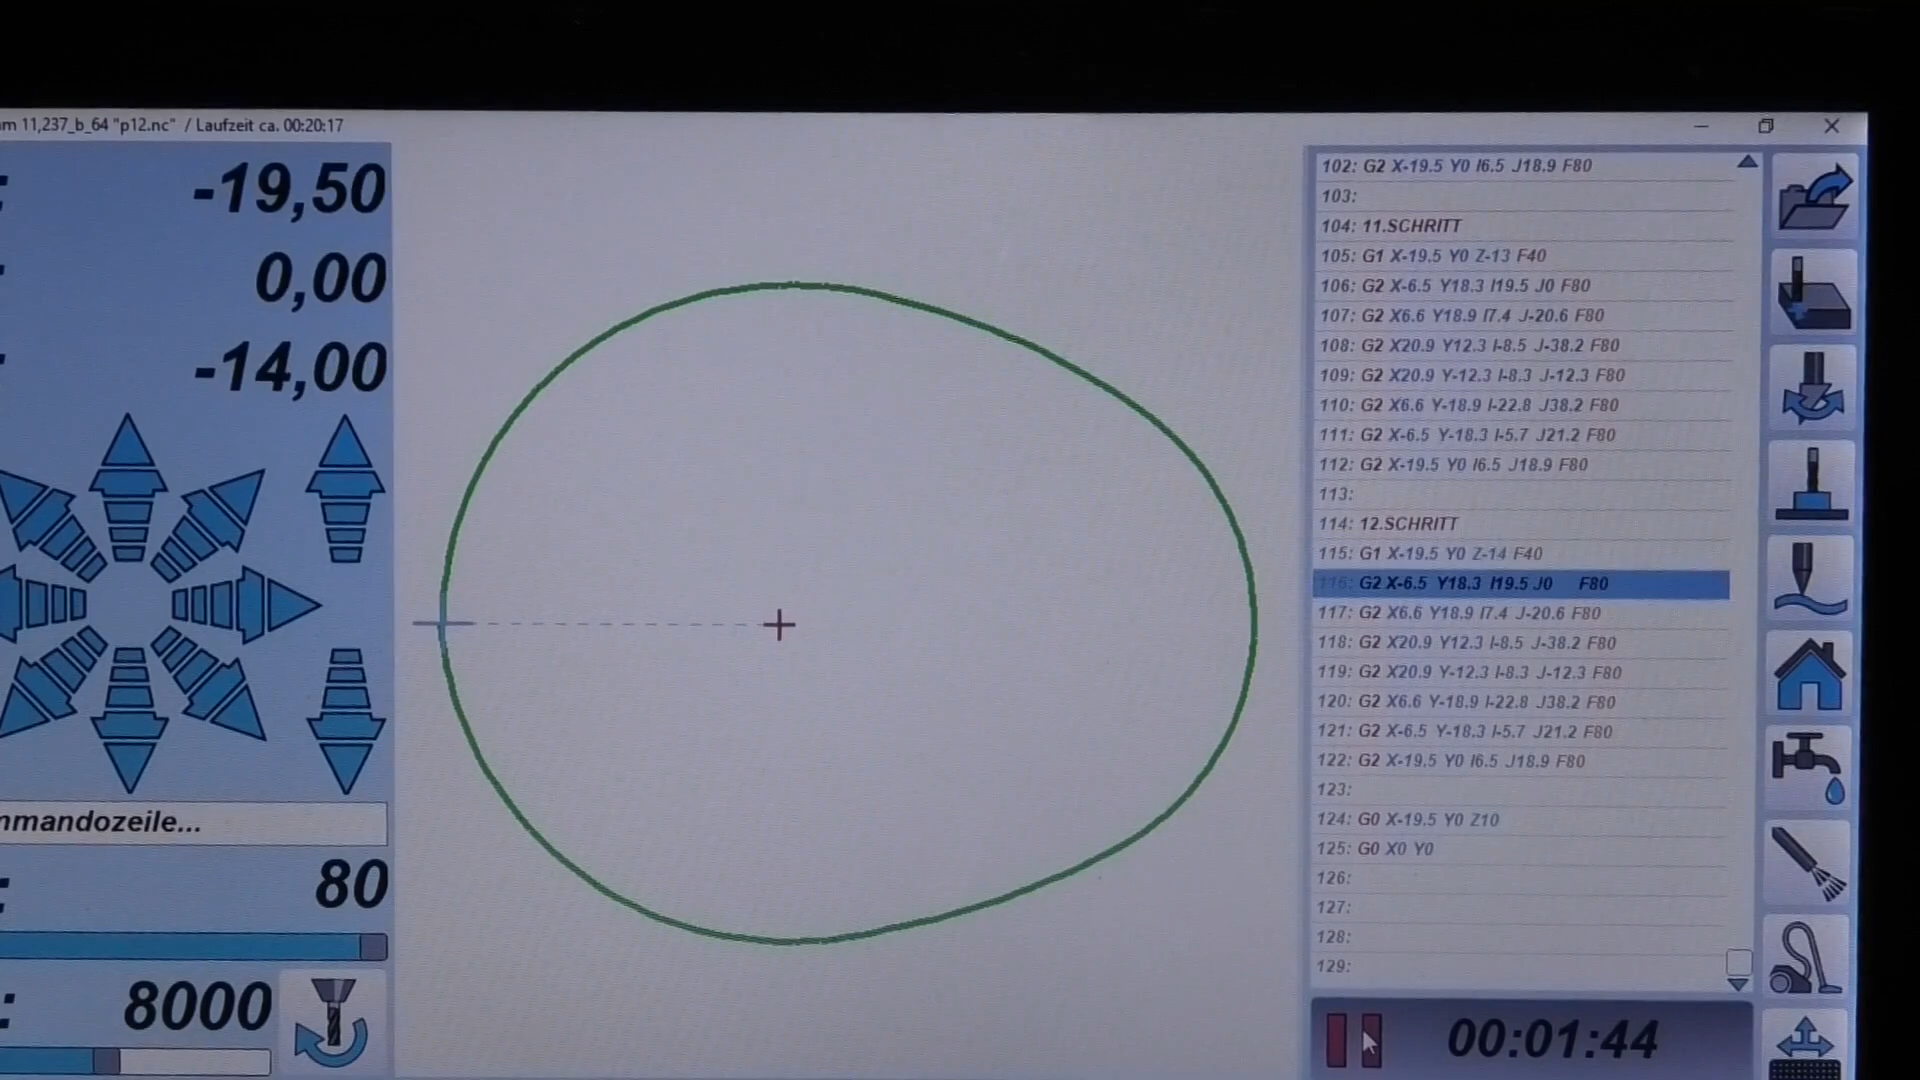 m 11,237_b_64 "p12.nc" / Laufzeit ca. 00:20:17
-19,50
0,00
-14,00
mmandozeile...
80
8000
102: G2 X-19.5 Y0 I6.5 J18.9 F80
103:
104: 11.SCHRITT
105: G1 X-19.5 Y0 Z-13 F40
106: G2 X-6.5 Y18.3 I19.5 J0 F80
107: G2 X6.6 Y18.9 I7.4 J-20.6 F80
108: G2 X20.9 Y12.3 I-8.5 J-38.2 F80
109: G2 X20.9 Y-12.3 I-8.3 J-12.3 F80
110: G2 X6.6 Y-18.9 I-22.8 J38.2 F80
111: G2 X-6.5 Y-18.3 I-5.7 J21.2 F80
112: G2 X-19.5 Y0 I6.5 J18.9 F80
113:
114: 12.SCHRITT
115: G1 X-19.5 Y0 Z-14 F40
116: G2 X-6.5 Y18.3 I19.5 J0 F80
117: G2 X6.6 Y18.9 I7.4 J-20.6 F80
118: G2 X20.9 Y12.3 I-8.5 J-38.2 F80
119: G2 X20.9 Y-12.3 I-8.3 J-12.3 F80
120: G2 X6.6 Y-18.9 I-22.8 J38.2 F80
121: G2 X-6.5 Y-18.3 I-5.7 J21.2 F80
122: G2 X-19.5 Y0 I6.5 J18.9 F80
123:
124: G0 X-19.5 Y0 Z10
125: G0 X0 Y0
126:
127:
128:
129:
00:01:44